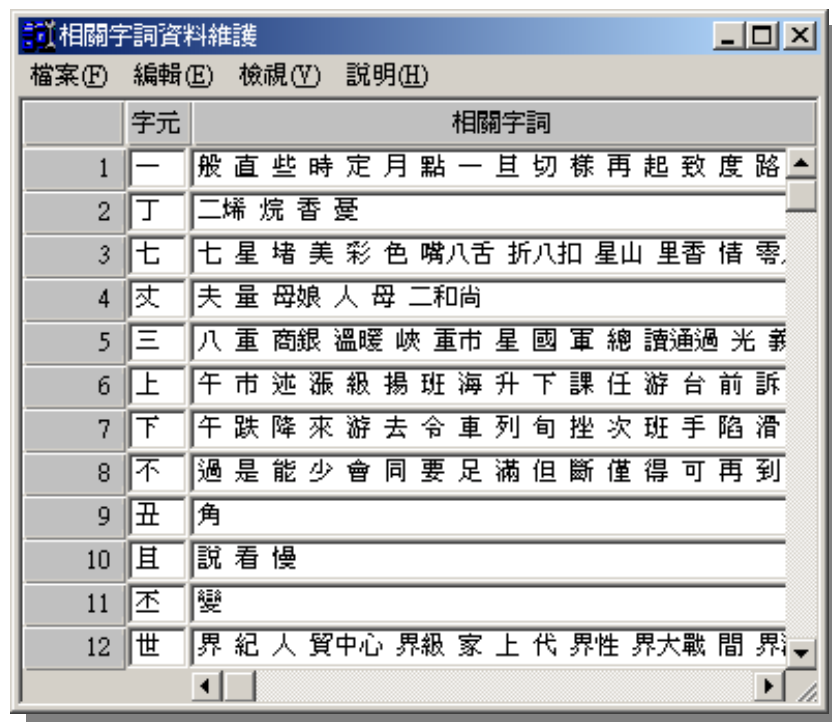 相關字詞資料維護
檔案(F) 編輯(E) 檢視(V) 說明(H)
字元 相關字詞
1 一 般 直 些 時 定 月 點 一 旦 切 樣 再 起 致 度 路
2 丁 二烯 烷 香 憂
3 七 七 星 堵 美 彩 色 嘴八舌 折八扣 星山 里香 情 零
4 丈 夫 量 母娘 人 母 二和尚
5 三 八 重 商銀 溫暖 峽 重市 星 國 軍 總 讀通過 光 義
6 上 午 市 述 漲 級 揚 班 海 升 下 課 任 游 台 前 訴
7 下 午 跌 降 來 游 去 令 車 列 旬 挫 次 班 手 陷 滑
8 不 過 是 能 少 會 同 要 足 滿 但 斷 僅 得 可 再 到
9 丑 角
10 且 說 看 慢
11 丕 變
12 世 界 紀 人 貿中心 界級 家 上 代 界性 界大戰 間 界